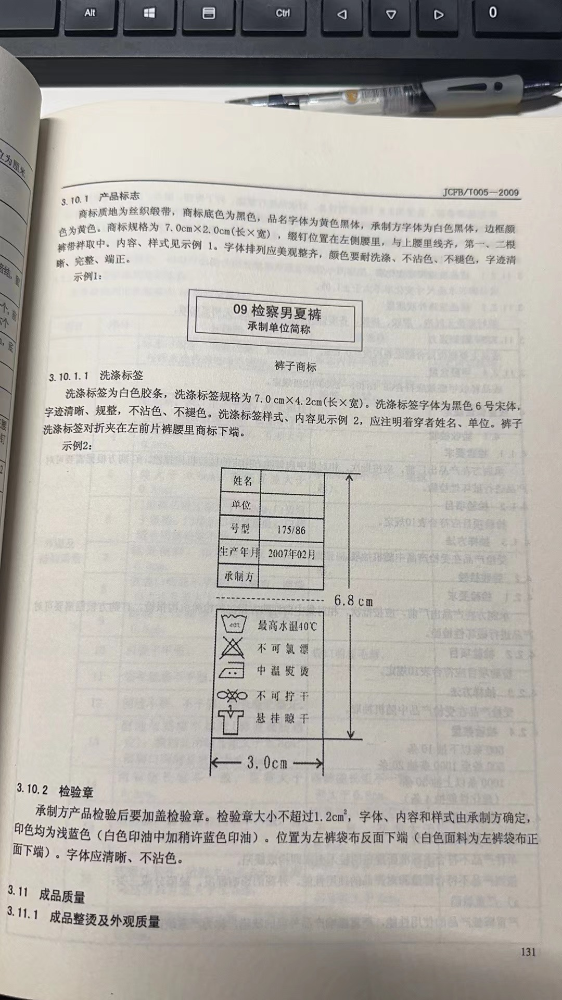 Alt
Ctrl
0
立为厘米
JCFB/T005—2009
3.10.1 产品标志
商标质地为丝织缎带，商标底色为黑色，品名字体为黄色黑体，承制方字体为白色黑体，边框颜
色为黄色。商标规格为 7.0cm×2.0cm(长×宽)，缀钉位置在左侧腰里，与上腰里线齐，第一、二根
裤带袢取中。内容、样式见示例 1。字体排列应美观整齐，颜色要耐洗涤、不沾色、不褪色，字迹清
晰、完整、端正。
示例1：
09 检察男夏裤
承制单位简称
裤子商标
3.10.1.1 洗涤标签
洗涤标签为白色胶条，洗涤标签规格为 7.0 cm×4.2cm(长×宽)。洗涤标签字体为黑色 6 号宋体，
字迹清晰、规整，不沾色、不褪色。洗涤标签样式、内容见示例 2，应注明着穿者姓名、单位。裤子
洗涤标签对折夹在左前片裤腰里商标下端。
示例2：
姓名
单位
号型 175/86
生产年月 2007年02月
承制方
6.8cm
40℃ 最高水温40℃
不可氯漂
中温熨烫
不可拧干
悬挂晾干
3.0cm
3.10.2 检验章
承制方产品检验后要加盖检验章。检验章大小不超过1.2cm²，字体、内容和样式由承制方确定，
印色均为浅蓝色（白色印油中加稍许蓝色印油）。位置为左裤袋布反面下端（白色面料为左裤袋布正
面下端）。字体应清晰、不沾色。
3.11 成品质量
3.11.1 成品整烫及外观质量
131